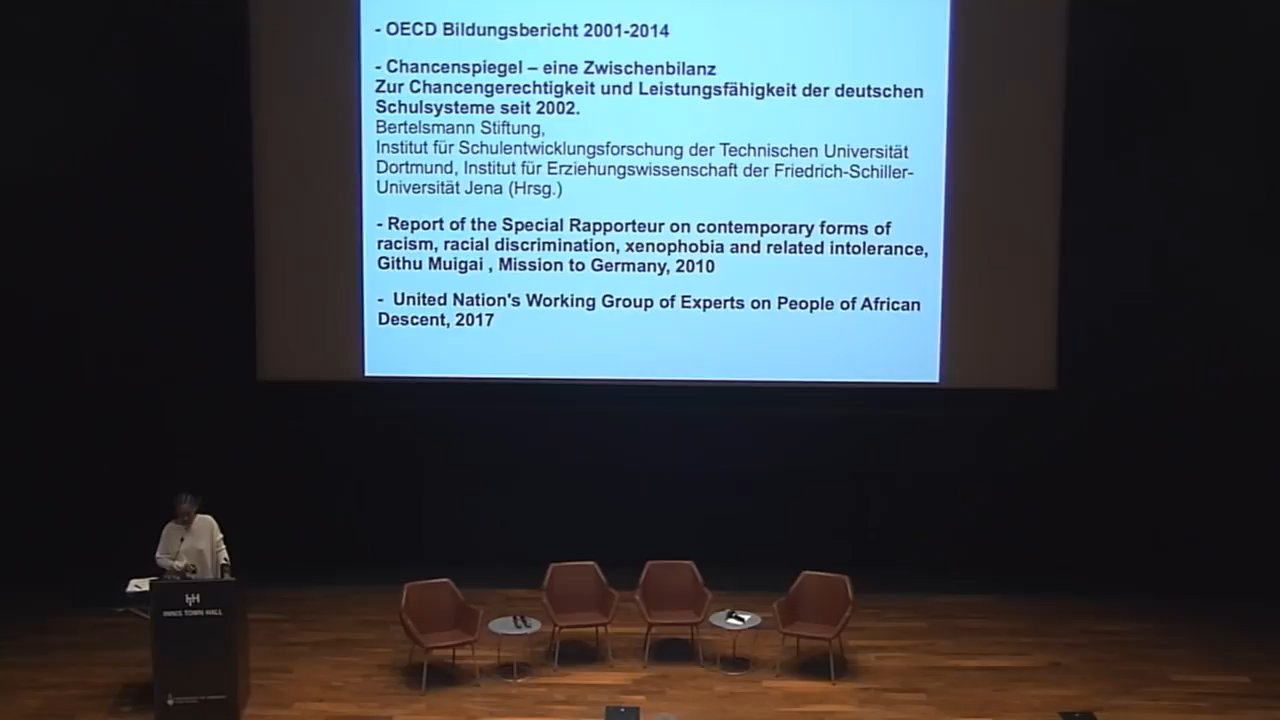 - OECD Bildungsbericht 2001-2014
- Chancenspiegel – eine Zwischenbilanz
Zur Chancengerechtigkeit und Leistungsfähigkeit der deutschen
Schulsysteme seit 2002.
Bertelsmann Stiftung,
Institut für Schulentwicklungsforschung der Technischen Universität
Dortmund, Institut für Erziehungswissenschaft der Friedrich-Schiller-
Universität Jena (Hrsg.)
- Report of the Special Rapporteur on contemporary forms of
racism, racial discrimination, xenophobia and related intolerance,
Githu Muigai , Mission to Germany, 2010
- United Nation's Working Group of Experts on People of African
Descent, 2017
INNIS TOWN HALL